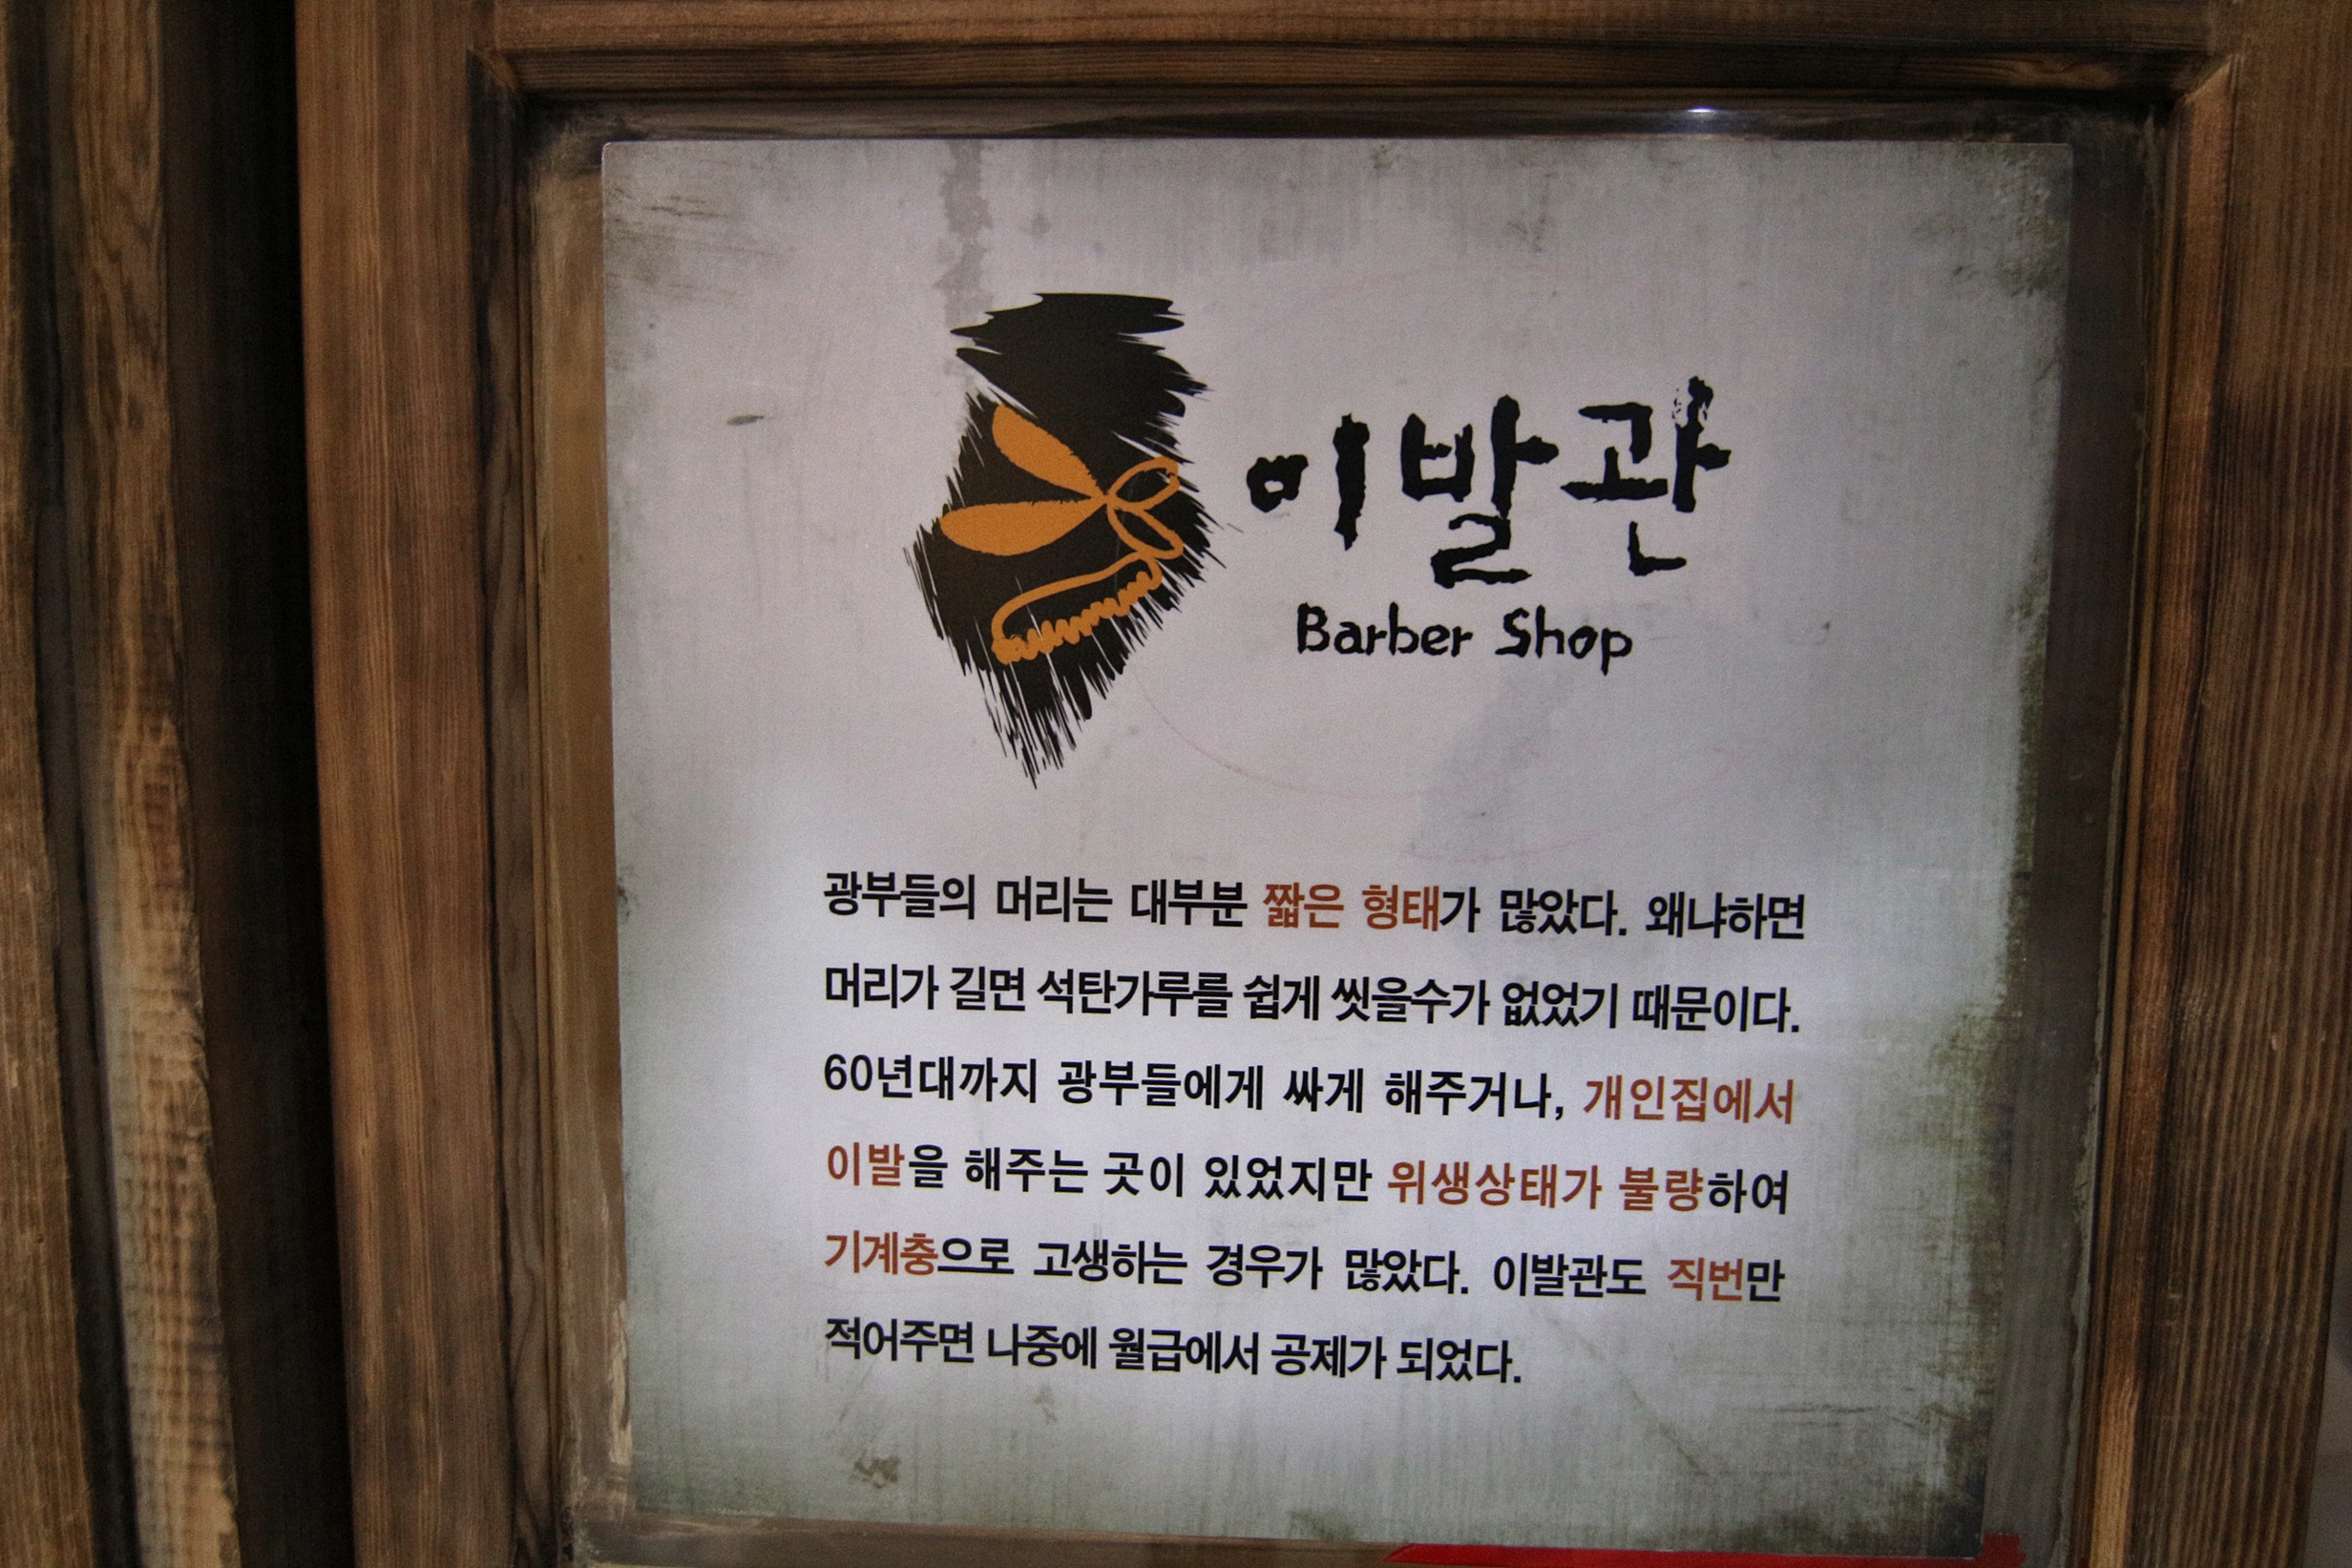 이발관
Barber Shop
광부들의 머리는 대부분 짧은 형태가 많았다. 왜냐하면
머리가 길면 석탄가루를 쉽게 씻을수가 없었기 때문이다.
60년대까지 광부들에게 싸게 해주거나, 개인집에서
이발을 해주는 곳이 있었지만 위생상태가 불량하여
기계충으로 고생하는 경우가 많았다. 이발관도 직번만
적어주면 나중에 월급에서 공제가 되었다.